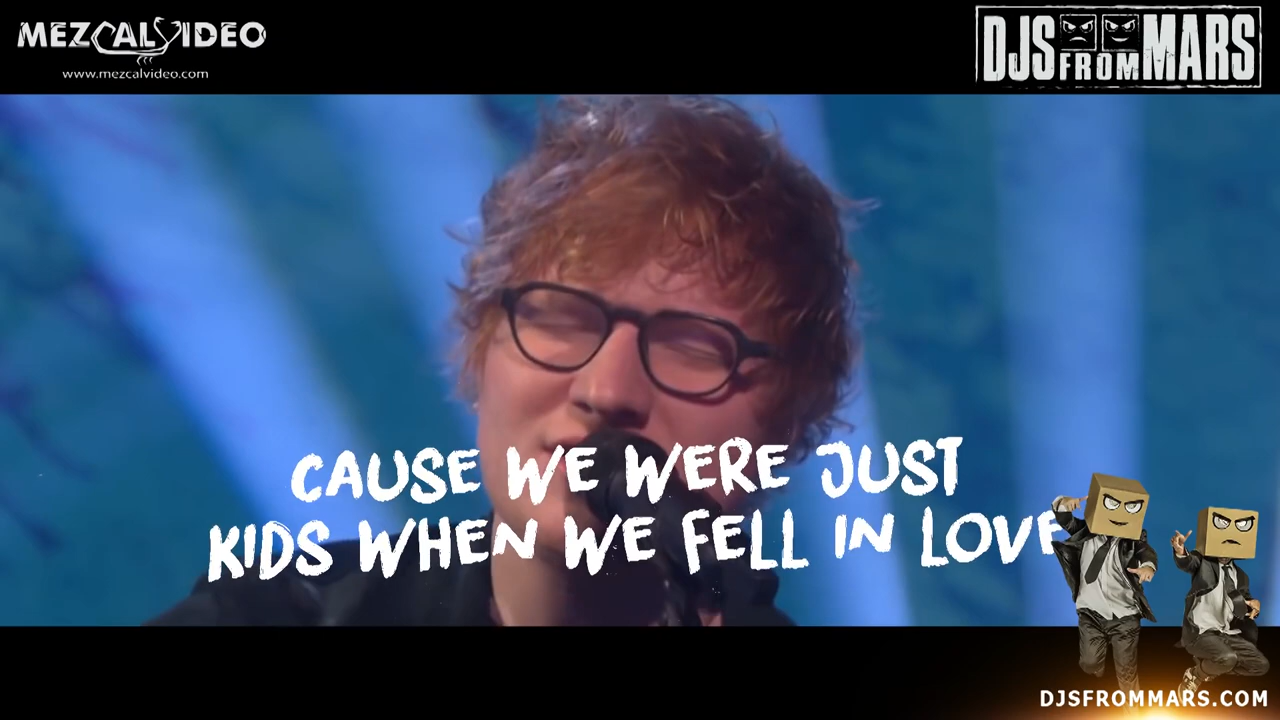 MEZCALVIDEO
www.mezcalvideo.com
DJS FROM MARS
CAUSE WE WERE JUST
KIDS WHEN WE FELL IN LOVE
DJSFROMMARS.COM